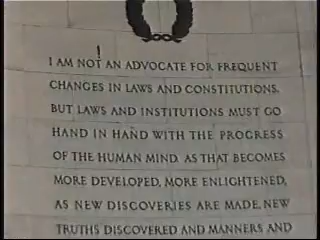 I AM NOT AN ADVOCATE FOR FREQUENT
CHANGES IN LAWS AND CONSTITUTIONS.
BUT LAWS AND INSTITUTIONS MUST GO
HAND IN HAND WITH THE PROGRESS
OF THE HUMAN MIND. AS THAT BECOMES
MORE DEVELOPED, MORE ENLIGHTENED,
AS NEW DISCOVERIES ARE MADE, NEW
TRUTHS DISCOVERED AND MANNERS AND